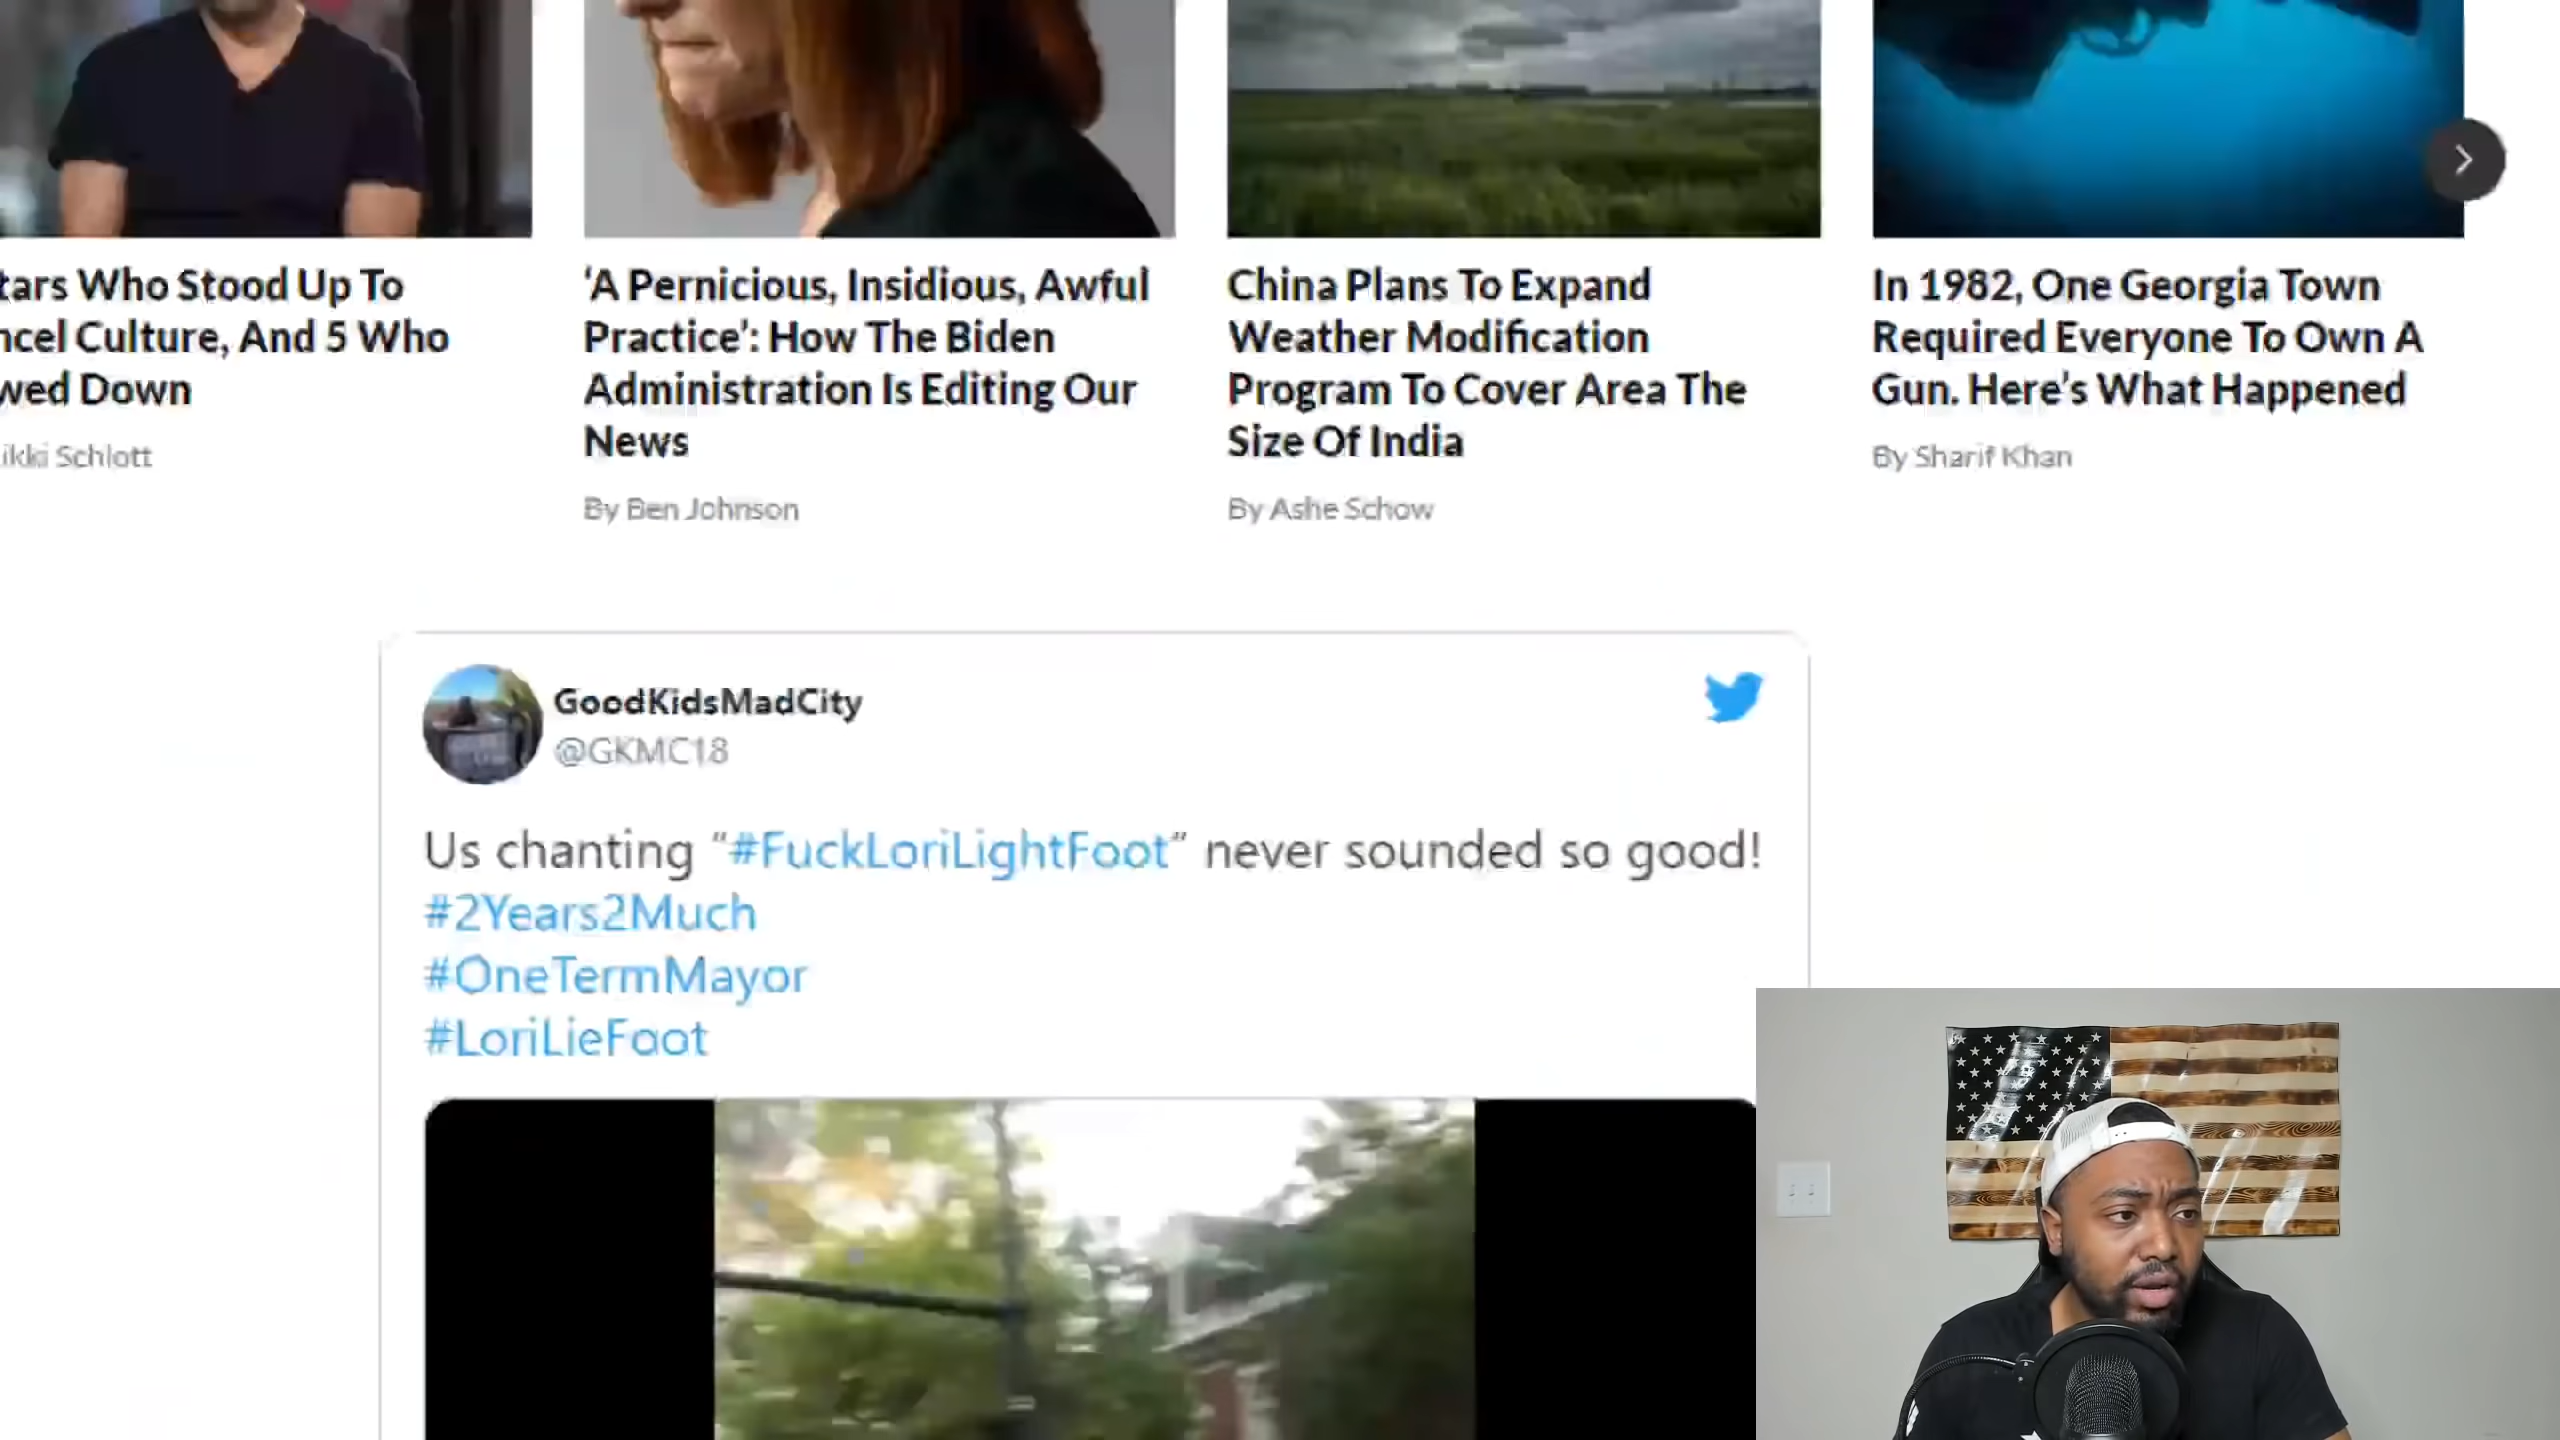 tars Who Stood Up To
ncel Culture, And 5 Who
wed Down
ikki Schlott
‘A Pernicious, Insidious, Awful
Practice’: How The Biden
Administration Is Editing Our
News
By Ben Johnson
China Plans To Expand
Weather Modification
Program To Cover Area The
Size Of India
By Ashe Schow
In 1982, One Georgia Town
Required Everyone To Own A
Gun. Here’s What Happened
By Sharif Khan
GoodKidsMadCity
@GKMC18
Us chanting “#FuckLoriLightFoot” never sounded so good!
#2Years2Much
#OneTermMayor
#LoriLieFoot